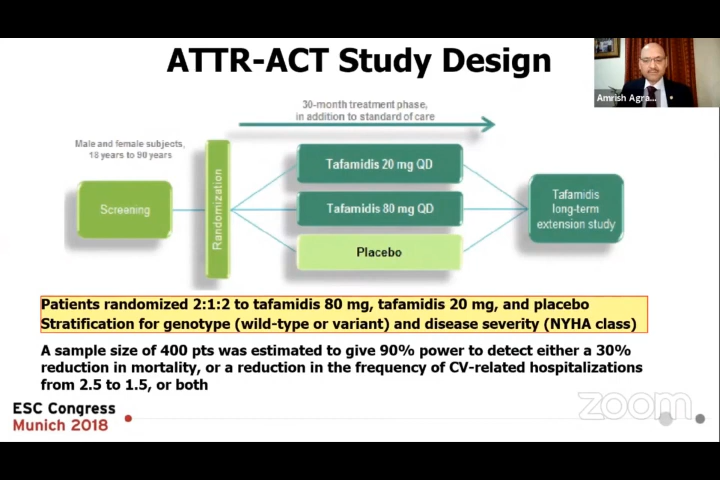 ATTR-ACT Study Design
Amrish Agra...
30-month treatment phase,
in addition to standard of care
Male and female subjects,
18 years to 90 years
Screening
Randomization
Tafamidis 20 mg QD
Tafamidis 80 mg QD
Placebo
Tafamidis
long-term
extension study
Patients randomized 2:1:2 to tafamidis 80 mg, tafamidis 20 mg, and placebo
Stratification for genotype (wild-type or variant) and disease severity (NYHA class)
A sample size of 400 pts was estimated to give 90% power to detect either a 30%
reduction in mortality, or a reduction in the frequency of CV-related hospitalizations
from 2.5 to 1.5, or both
ESC Congress
Munich 2018
zoom